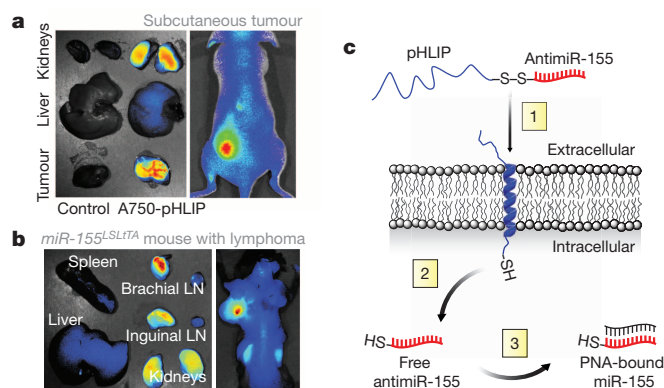 a
Subcutaneous tumour
Kidneys
Liver
Tumour
Control A750-pHLIP
b
miR-155LSLtTA mouse with lymphoma
Spleen
Brachial LN
Liver
Inguinal LN
Kidneys
c
pHLIP
AntimiR-155
S–S
1
Extracellular
Intracellular
SH
2
HS
3
HS
Free
antimiR-155
PNA-bound
miR-155